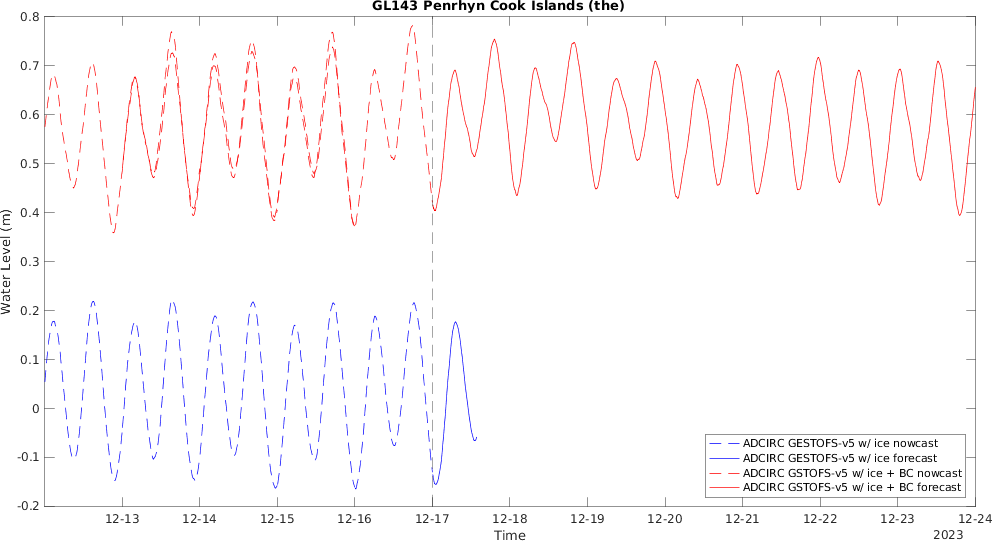 GL143 Penrhyn Cook Islands (the)
0.8
0.7
0.6
0.5
0.4
0.3
0.2
0.1
0
-0.1
-0.2
Water Level (m)
ADCIRC GESTOFS-v5 w/ ice nowcast
ADCIRC GESTOFS-v5 w/ ice forecast
ADCIRC GSTOFS-v5 w/ ice + BC nowcast
ADCIRC GSTOFS-v5 w/ ice + BC forecast
12-13 12-14 12-15 12-16 12-17 12-18 12-19 12-20 12-21 12-22 12-23 12-24
Time
2023